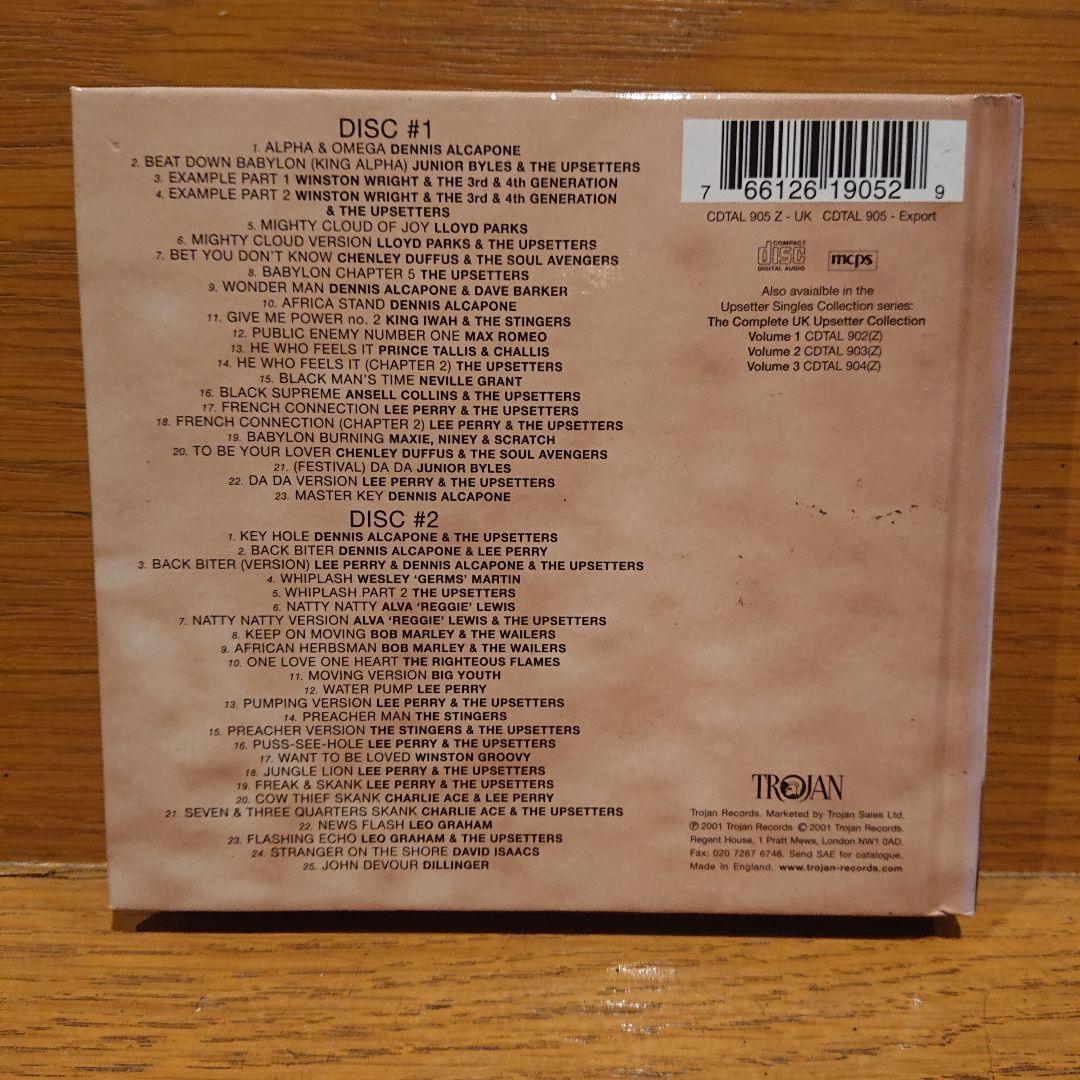 DISC #1
1. ALPHA & OMEGA DENNIS ALCAPONE
2. BEAT DOWN BABYLON (KING ALPHA) JUNIOR BYLES & THE UPSETTERS
3. EXAMPLE PART 1 WINSTON WRIGHT & THE 3rd & 4th GENERATION
4. EXAMPLE PART 2 WINSTON WRIGHT & THE 3rd & 4th GENERATION
& THE UPSETTERS
5. MIGHTY CLOUD OF JOY LLOYD PARKS
6. MIGHTY CLOUD VERSION LLOYD PARKS & THE UPSETTERS
7. BET YOU DON'T KNOW CHENLEY DUFFUS & THE SOUL AVENGERS
8. BABYLON CHAPTER 5 THE UPSETTERS
9. WONDER MAN DENNIS ALCAPONE & DAVE BARKER
10. AFRICA STAND DENNIS ALCAPONE
11. GIVE ME POWER no. 2 KING IWAH & THE STINGERS
12. PUBLIC ENEMY NUMBER ONE MAX ROMEO
13. HE WHO FEELS IT PRINCE TALLIS & CHALLIS
14. HE WHO FEELS IT (CHAPTER 2) THE UPSETTERS
15. BLACK MAN'S TIME NEVILLE GRANT
16. BLACK SUPREME ANSELL COLLINS & THE UPSETTERS
17. FRENCH CONNECTION LEE PERRY & THE UPSETTERS
18. FRENCH CONNECTION (CHAPTER 2) LEE PERRY & THE UPSETTERS
19. BABYLON BURNING MAXIE, NINEY & SCRATCH
20. TO BE YOUR LOVER CHENLEY DUFFUS & THE SOUL AVENGERS
21. (FESTIVAL) DA DA JUNIOR BYLES
22. DA DA VERSION LEE PERRY & THE UPSETTERS
23. MASTER KEY DENNIS ALCAPONE
DISC #2
1. KEY HOLE DENNIS ALCAPONE & THE UPSETTERS
2. BACK BITER DENNIS ALCAPONE & LEE PERRY
3. BACK BITER (VERSION) LEE PERRY & DENNIS ALCAPONE & THE UPSETTERS
4. WHIPLASH WESLEY 'GERMS' MARTIN
5. WHIPLASH PART 2 THE UPSETTERS
6. NATTY NATTY ALVA 'REGGIE' LEWIS
7. NATTY NATTY VERSION ALVA 'REGGIE' LEWIS & THE UPSETTERS
8. KEEP ON MOVING BOB MARLEY & THE WAILERS
9. AFRICAN HERBSMAN BOB MARLEY & THE WAILERS
10. ONE LOVE ONE HEART THE RIGHTEOUS FLAMES
11. MOVING VERSION BIG YOUTH
12. WATER PUMP LEE PERRY
13. PUMPING VERSION LEE PERRY & THE UPSETTERS
14. PREACHER MAN THE STINGERS
15. PREACHER VERSION THE STINGERS & THE UPSETTERS
16. PUSS-SEE-HOLE LEE PERRY & THE UPSETTERS
17. WANT TO BE LOVED WINSTON GROOVY
18. JUNGLE LION LEE PERRY & THE UPSETTERS
19. FREAK & SKANK LEE PERRY & THE UPSETTERS
20. COW THIEF SKANK CHARLIE ACE & LEE PERRY
21. SEVEN & THREE QUARTERS SKANK CHARLIE ACE & THE UPSETTERS
22. NEWS FLASH LEO GRAHAM
23. FLASHING ECHO LEO GRAHAM & THE UPSETTERS
24. STRANGER ON THE SHORE DAVID ISAACS
25. JOHN DEVOUR DILLINGER
7 66126 19052 9
CDTAL 905 Z - UK CDTAL 905 - Export
COMPACT
disc
DIGITAL AUDIO
mcps
Also avaialble in the
Upsetter Singles Collection series:
The Complete UK Upsetter Collection
Volume 1 CDTAL 902(Z)
Volume 2 CDTAL 903(Z)
Volume 3 CDTAL 904(Z)
TROJAN
Trojan Records. Marketed by Trojan Sales Ltd.
℗ 2001 Trojan Records © 2001 Trojan Records.
Regent House, 1 Pratt Mews, London NW1 0AD.
Fax: 020 7267 6746. Send SAE for catalogue.
Made in England. www.trojan-records.com